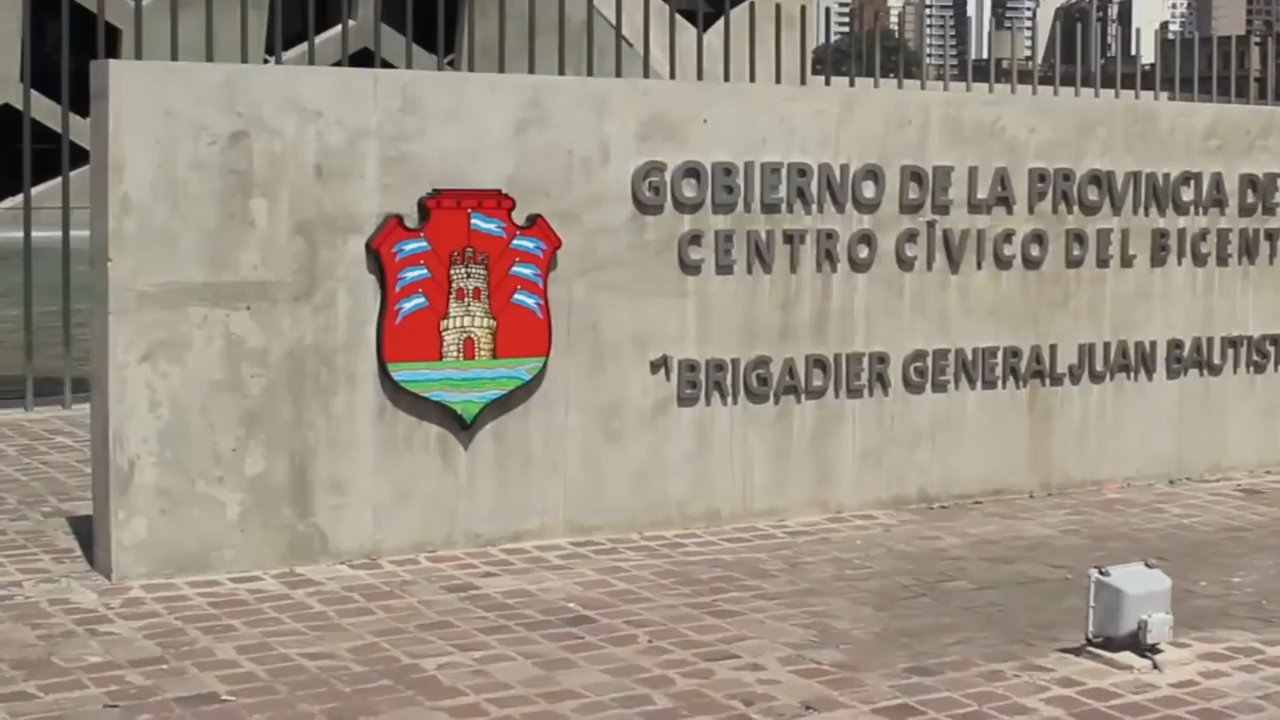 GOBIERNO DE LA PROVINCIA DE
CENTRO CÍVICO DEL BICENT
"BRIGADIER GENERAL JUAN BAUTIST